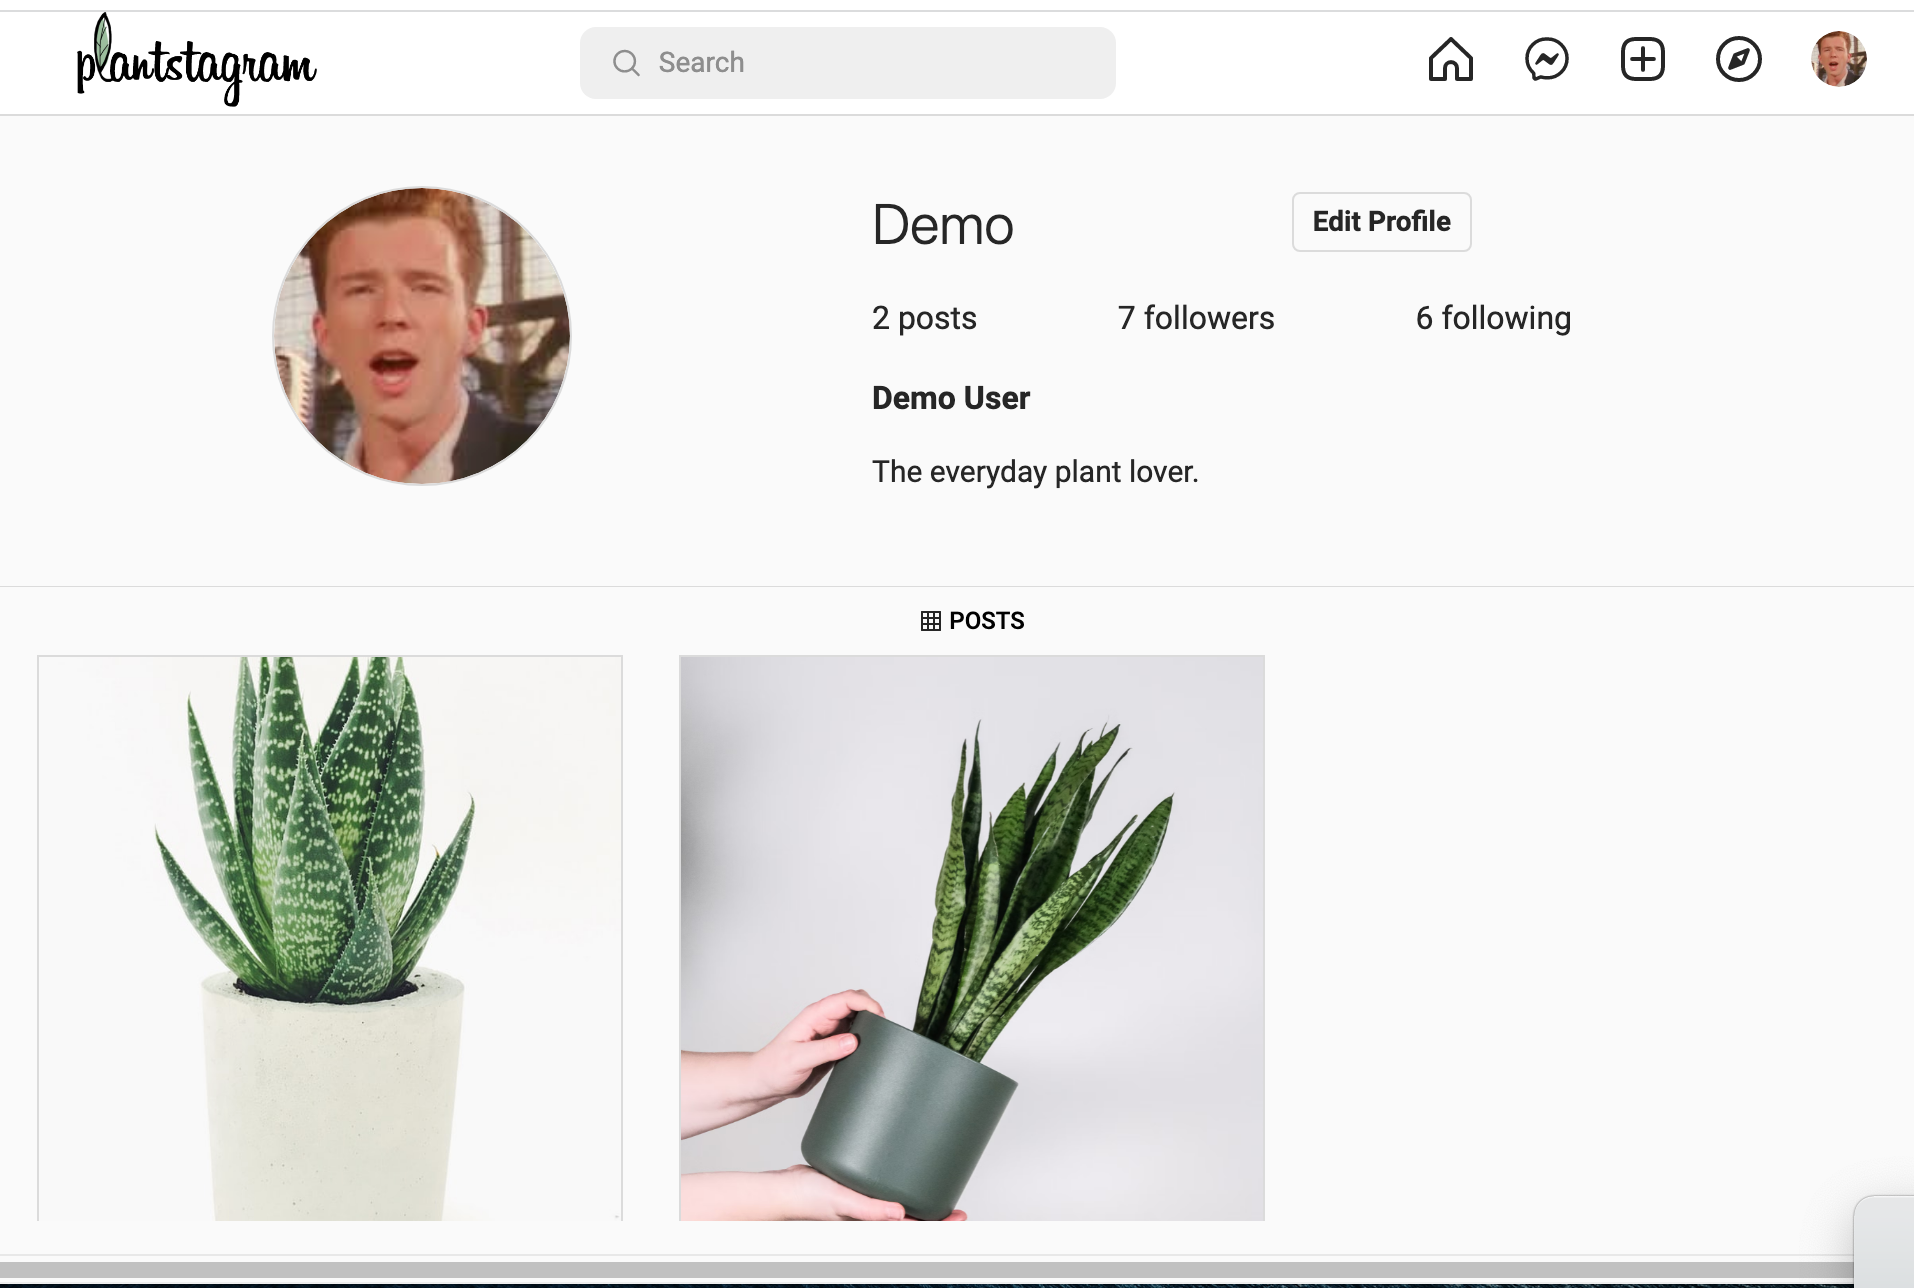 plantstagram
Search
Demo
Edit Profile
2 posts
7 followers
6 following
Demo User
The everyday plant lover.
POSTS